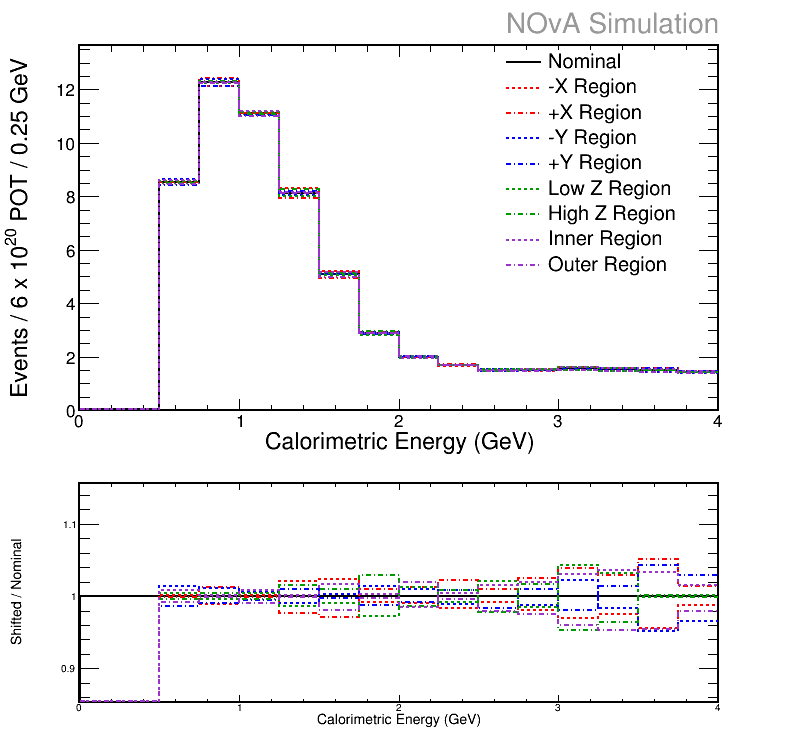 NOvA Simulation
Events / 6 x 10²⁰ POT / 0.25 GeV
12
10
8
6
4
2
0
Nominal
-X Region
+X Region
-Y Region
+Y Region
Low Z Region
High Z Region
Inner Region
Outer Region
0 1 2 3 4
Calorimetric Energy (GeV)
Shifted / Nominal
1.1
1
0.9
0 1 2 3 4
Calorimetric Energy (GeV)